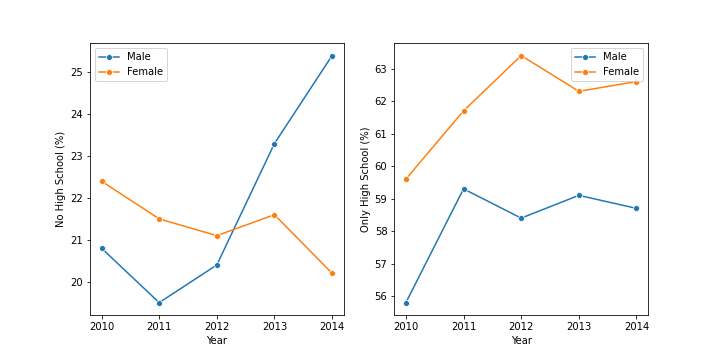 Male
Female
25
24
23
22
21
20
No High School (%)
2010 2011 2012 2013 2014
Year
Male
Female
63
62
61
60
59
58
57
56
Only High School (%)
2010 2011 2012 2013 2014
Year